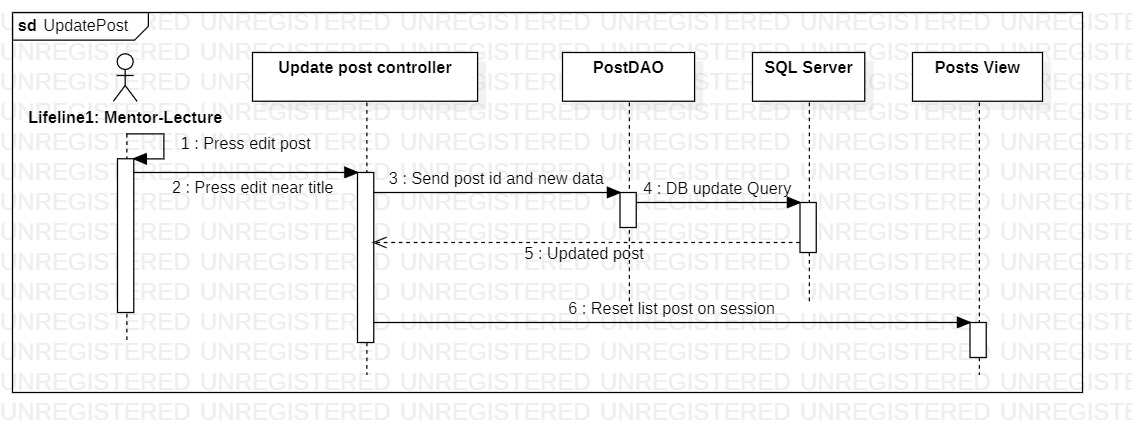 sd UpdatePost
Update post controller
PostDAO
SQL Server
Posts View
Lifeline1: Mentor-Lecture
1 : Press edit post
2 : Press edit near title
3 : Send post id and new data
4 : DB update Query
5 : Updated post
6 : Reset list post on session
UNREGISTERED